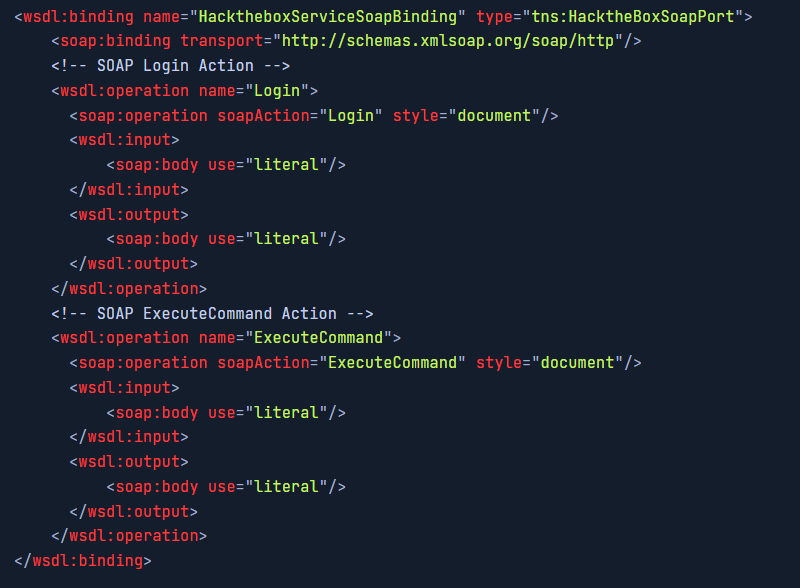 <wsdl:binding name="HacktheboxServiceSoapBinding" type="tns:HacktheBoxSoapPort">
    <soap:binding transport="http://schemas.xmlsoap.org/soap/http"/>
    <!-- SOAP Login Action -->
    <wsdl:operation name="Login">
      <soap:operation soapAction="Login" style="document"/>
      <wsdl:input>
          <soap:body use="literal"/>
      </wsdl:input>
      <wsdl:output>
          <soap:body use="literal"/>
      </wsdl:output>
    </wsdl:operation>
    <!-- SOAP ExecuteCommand Action -->
    <wsdl:operation name="ExecuteCommand">
      <soap:operation soapAction="ExecuteCommand" style="document"/>
      <wsdl:input>
          <soap:body use="literal"/>
      </wsdl:input>
      <wsdl:output>
          <soap:body use="literal"/>
      </wsdl:output>
    </wsdl:operation>
</wsdl:binding>